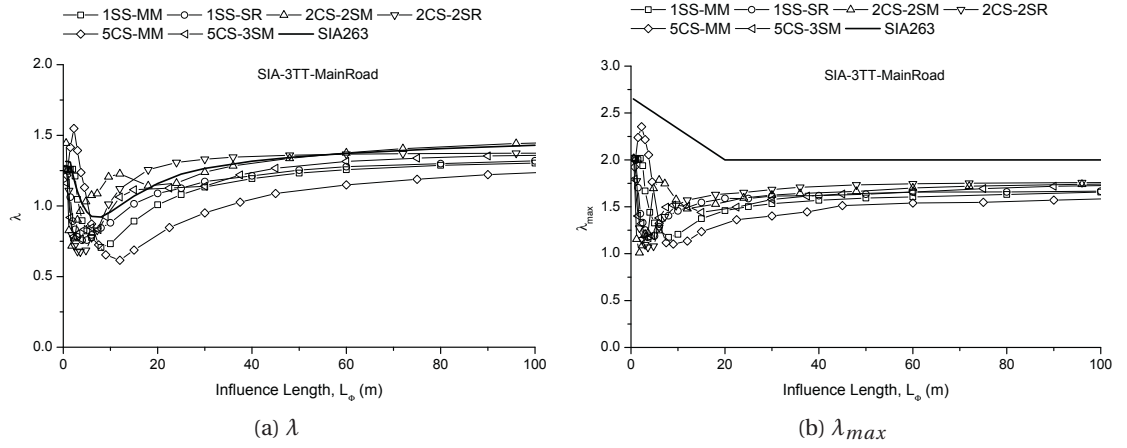 1SS-MM 1SS-SR 2CS-2SM 2CS-2SR
5CS-MM 5CS-3SM SIA263
SIA-3TT-MainRoad
2.0
1.5
1.0
0.5
0.0
λ
0 20 40 60 80 100
Influence Length, LΦ (m)
(a) λ
1SS-MM 1SS-SR 2CS-2SM 2CS-2SR
5CS-MM 5CS-3SM SIA263
SIA-3TT-MainRoad
3.0
2.5
2.0
1.5
1.0
0.5
0.0
λmax
0 20 40 60 80 100
Influence Length, LΦ (m)
(b) λmax